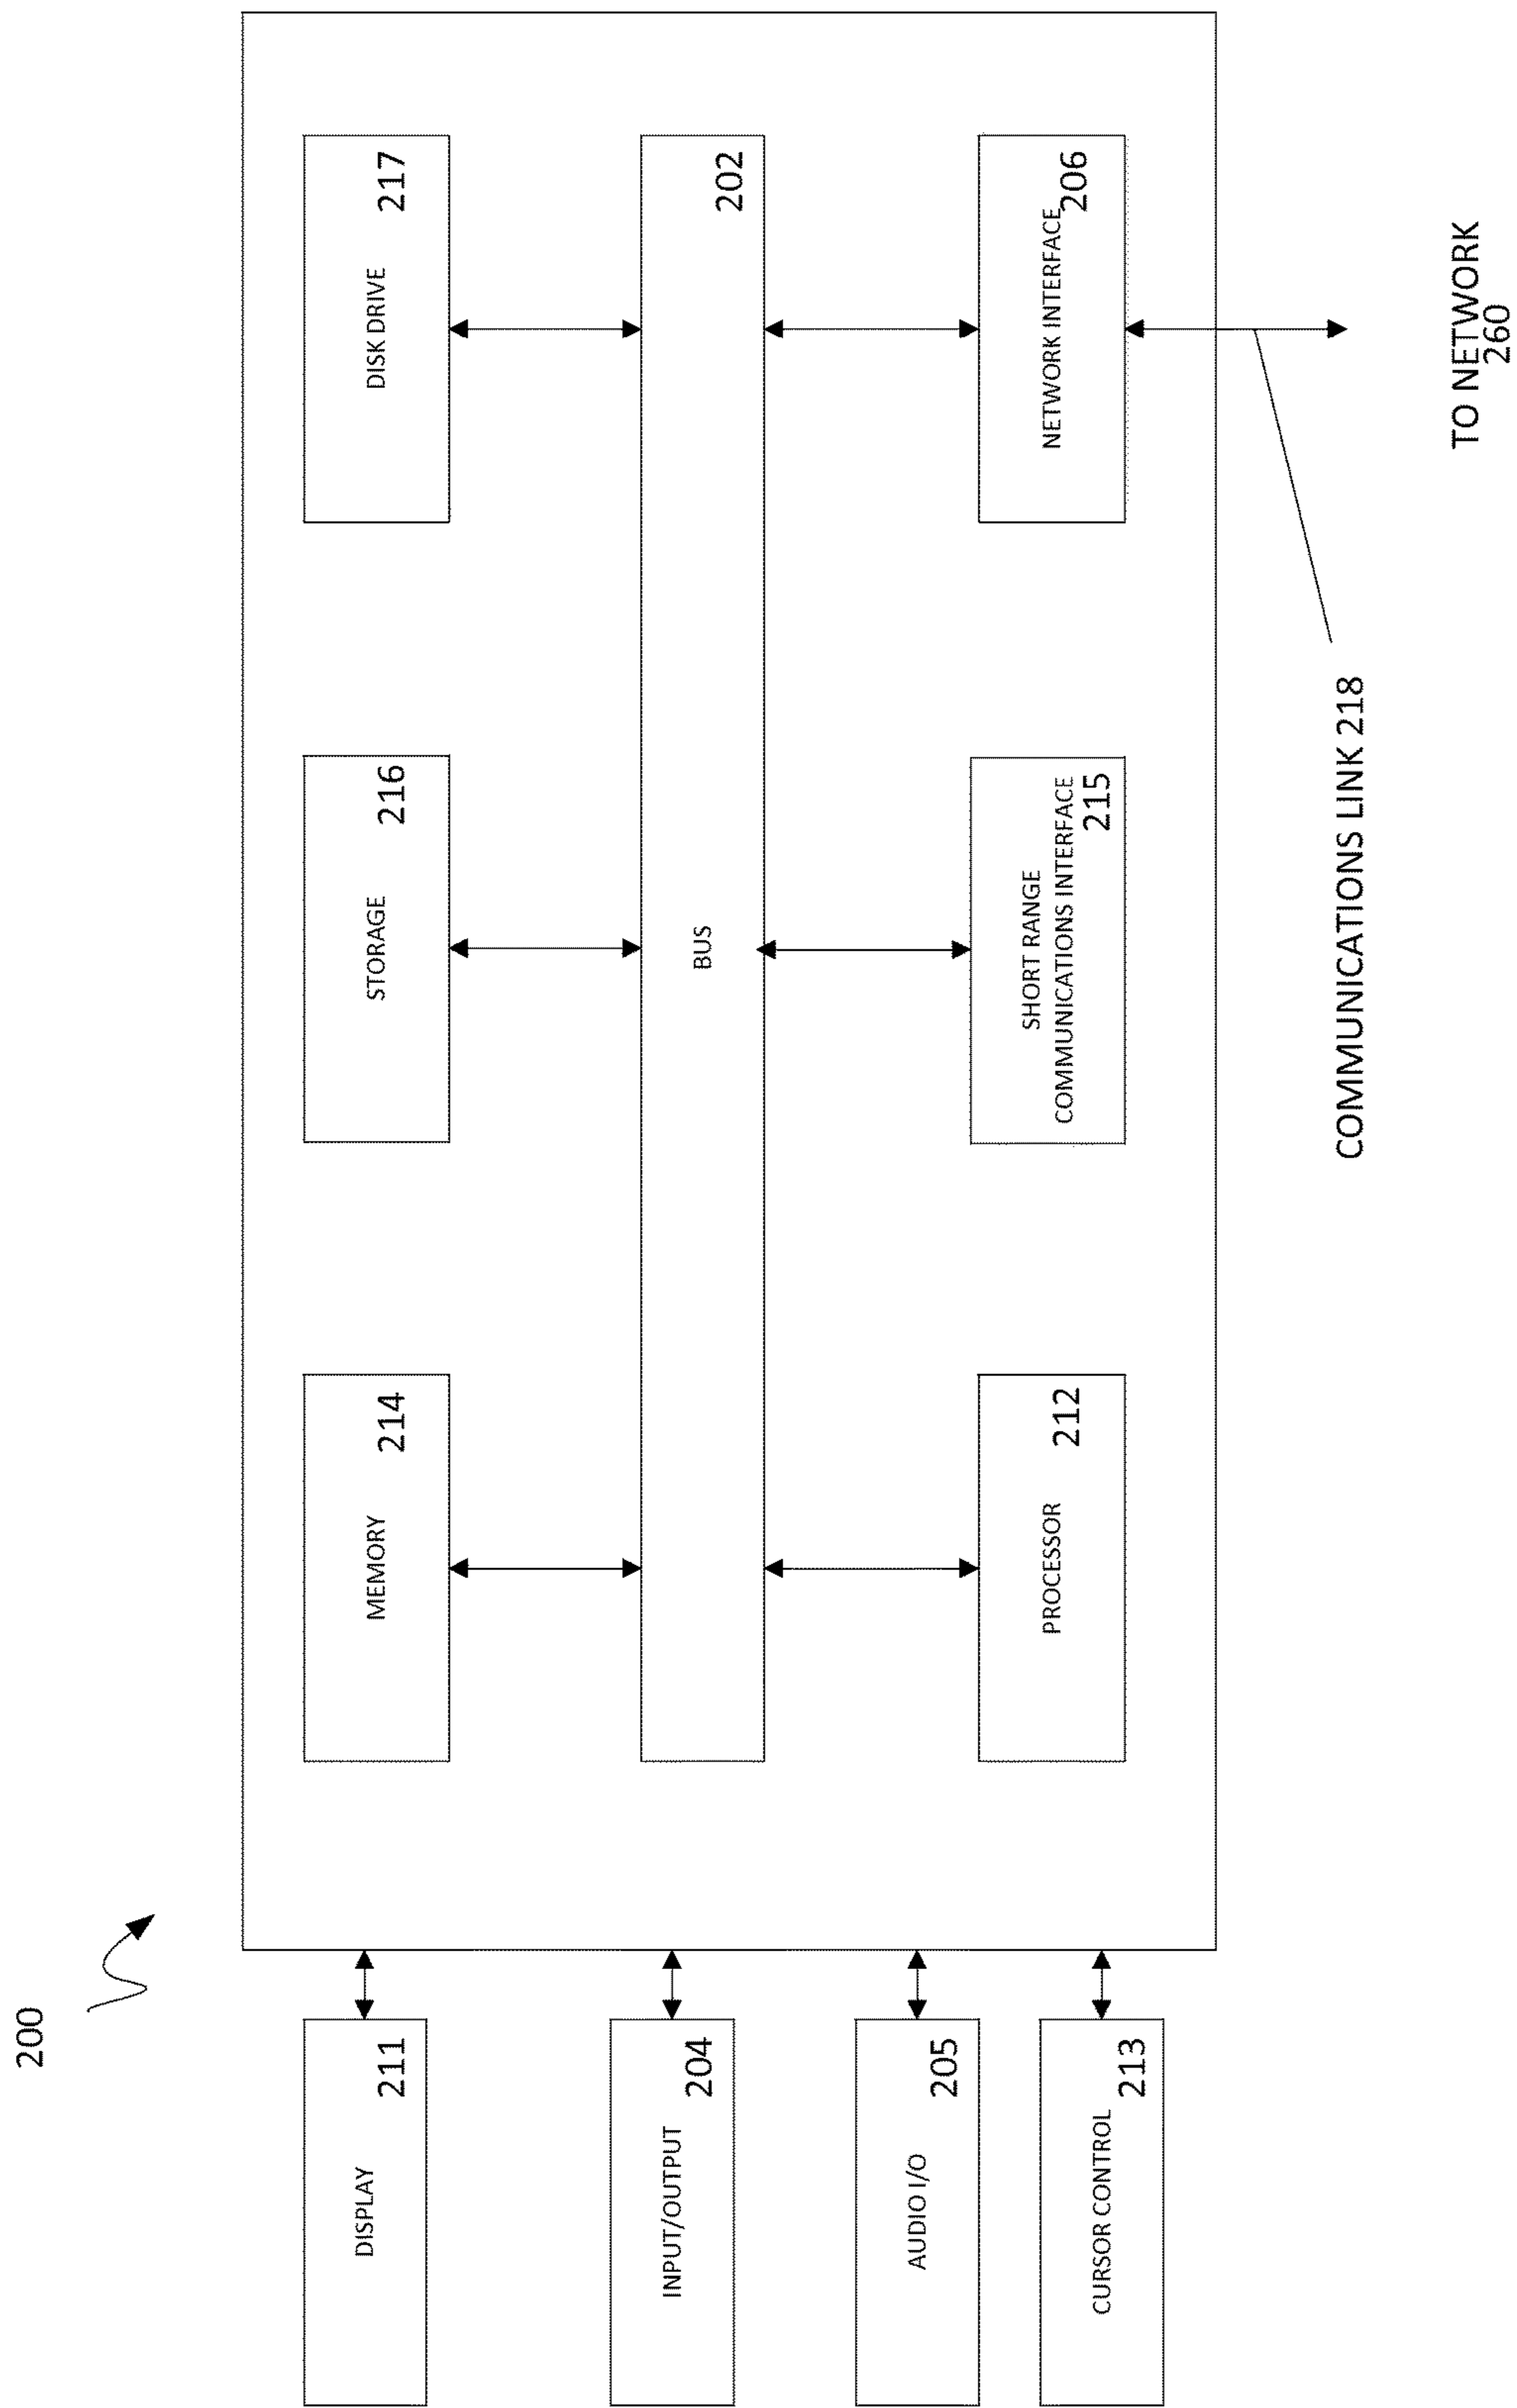 200
DISPLAY
211
INPUT/OUTPUT
204
AUDIO I/O
205
CURSOR CONTROL
213
MEMORY
214
STORAGE
216
DISK DRIVE
217
BUS
202
PROCESSOR
212
SHORT RANGE
COMMUNICATIONS INTERFACE
215
NETWORK INTERFACE
206
COMMUNICATIONS LINK 218
TO NETWORK
260